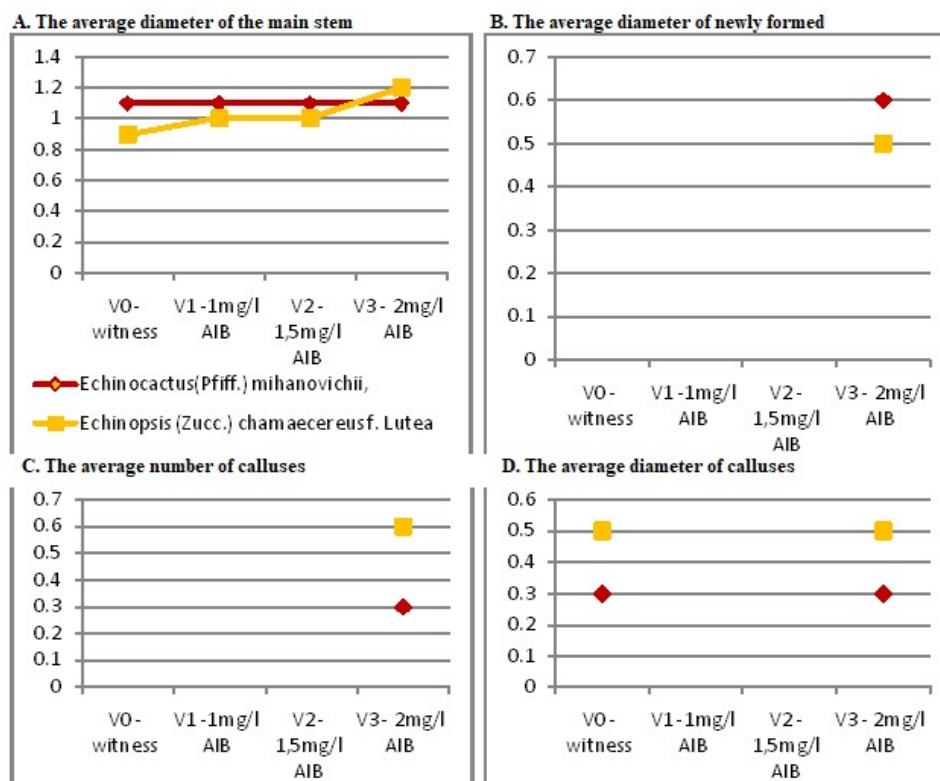 A. The average diameter of the main stem
1.4
1.2
1
0.8
0.6
0.4
0.2
0
V0 - witness
V1 -1mg/l AIB
V2 - 1,5mg/l AIB
V3 - 2mg/l AIB
Echinocactus(Pfiff.) mihanovichii,
Echinopsis (Zucc.) chamaecereusf. Lutea
B. The average diameter of newly formed
0.7
0.6
0.5
0.4
0.3
0.2
0.1
0
V0 - witness
V1 -1mg/l AIB
V2 - 1,5mg/l AIB
V3 - 2mg/l AIB
C. The average number of calluses
0.7
0.6
0.5
0.4
0.3
0.2
0.1
0
V0 - witness
V1 -1mg/l AIB
V2 - 1,5mg/l AIB
V3 - 2mg/l AIB
D. The average diameter of calluses
0.6
0.5
0.4
0.3
0.2
0.1
0
V0 - witness
V1 -1mg/l AIB
V2 - 1,5mg/l AIB
V3 - 2mg/l AIB